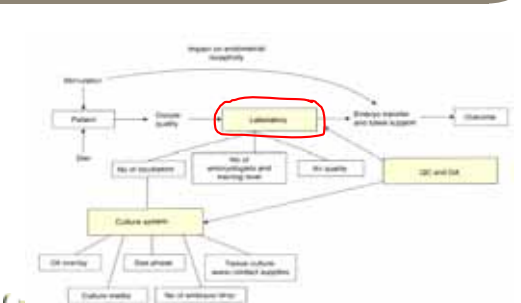 Impact on endometrial
receptivity
Stimulation
Patient
Oocyte
quality
Laboratory
Embryo transfer
and luteal support
Outcome
Diet
No of incubators
No of
embryologists and
training level
Air quality
QC and QA
Culture system
Oil overlay
Gas phase
Tissue culture
ware/contact supplies
Culture media
No of embryos/drop